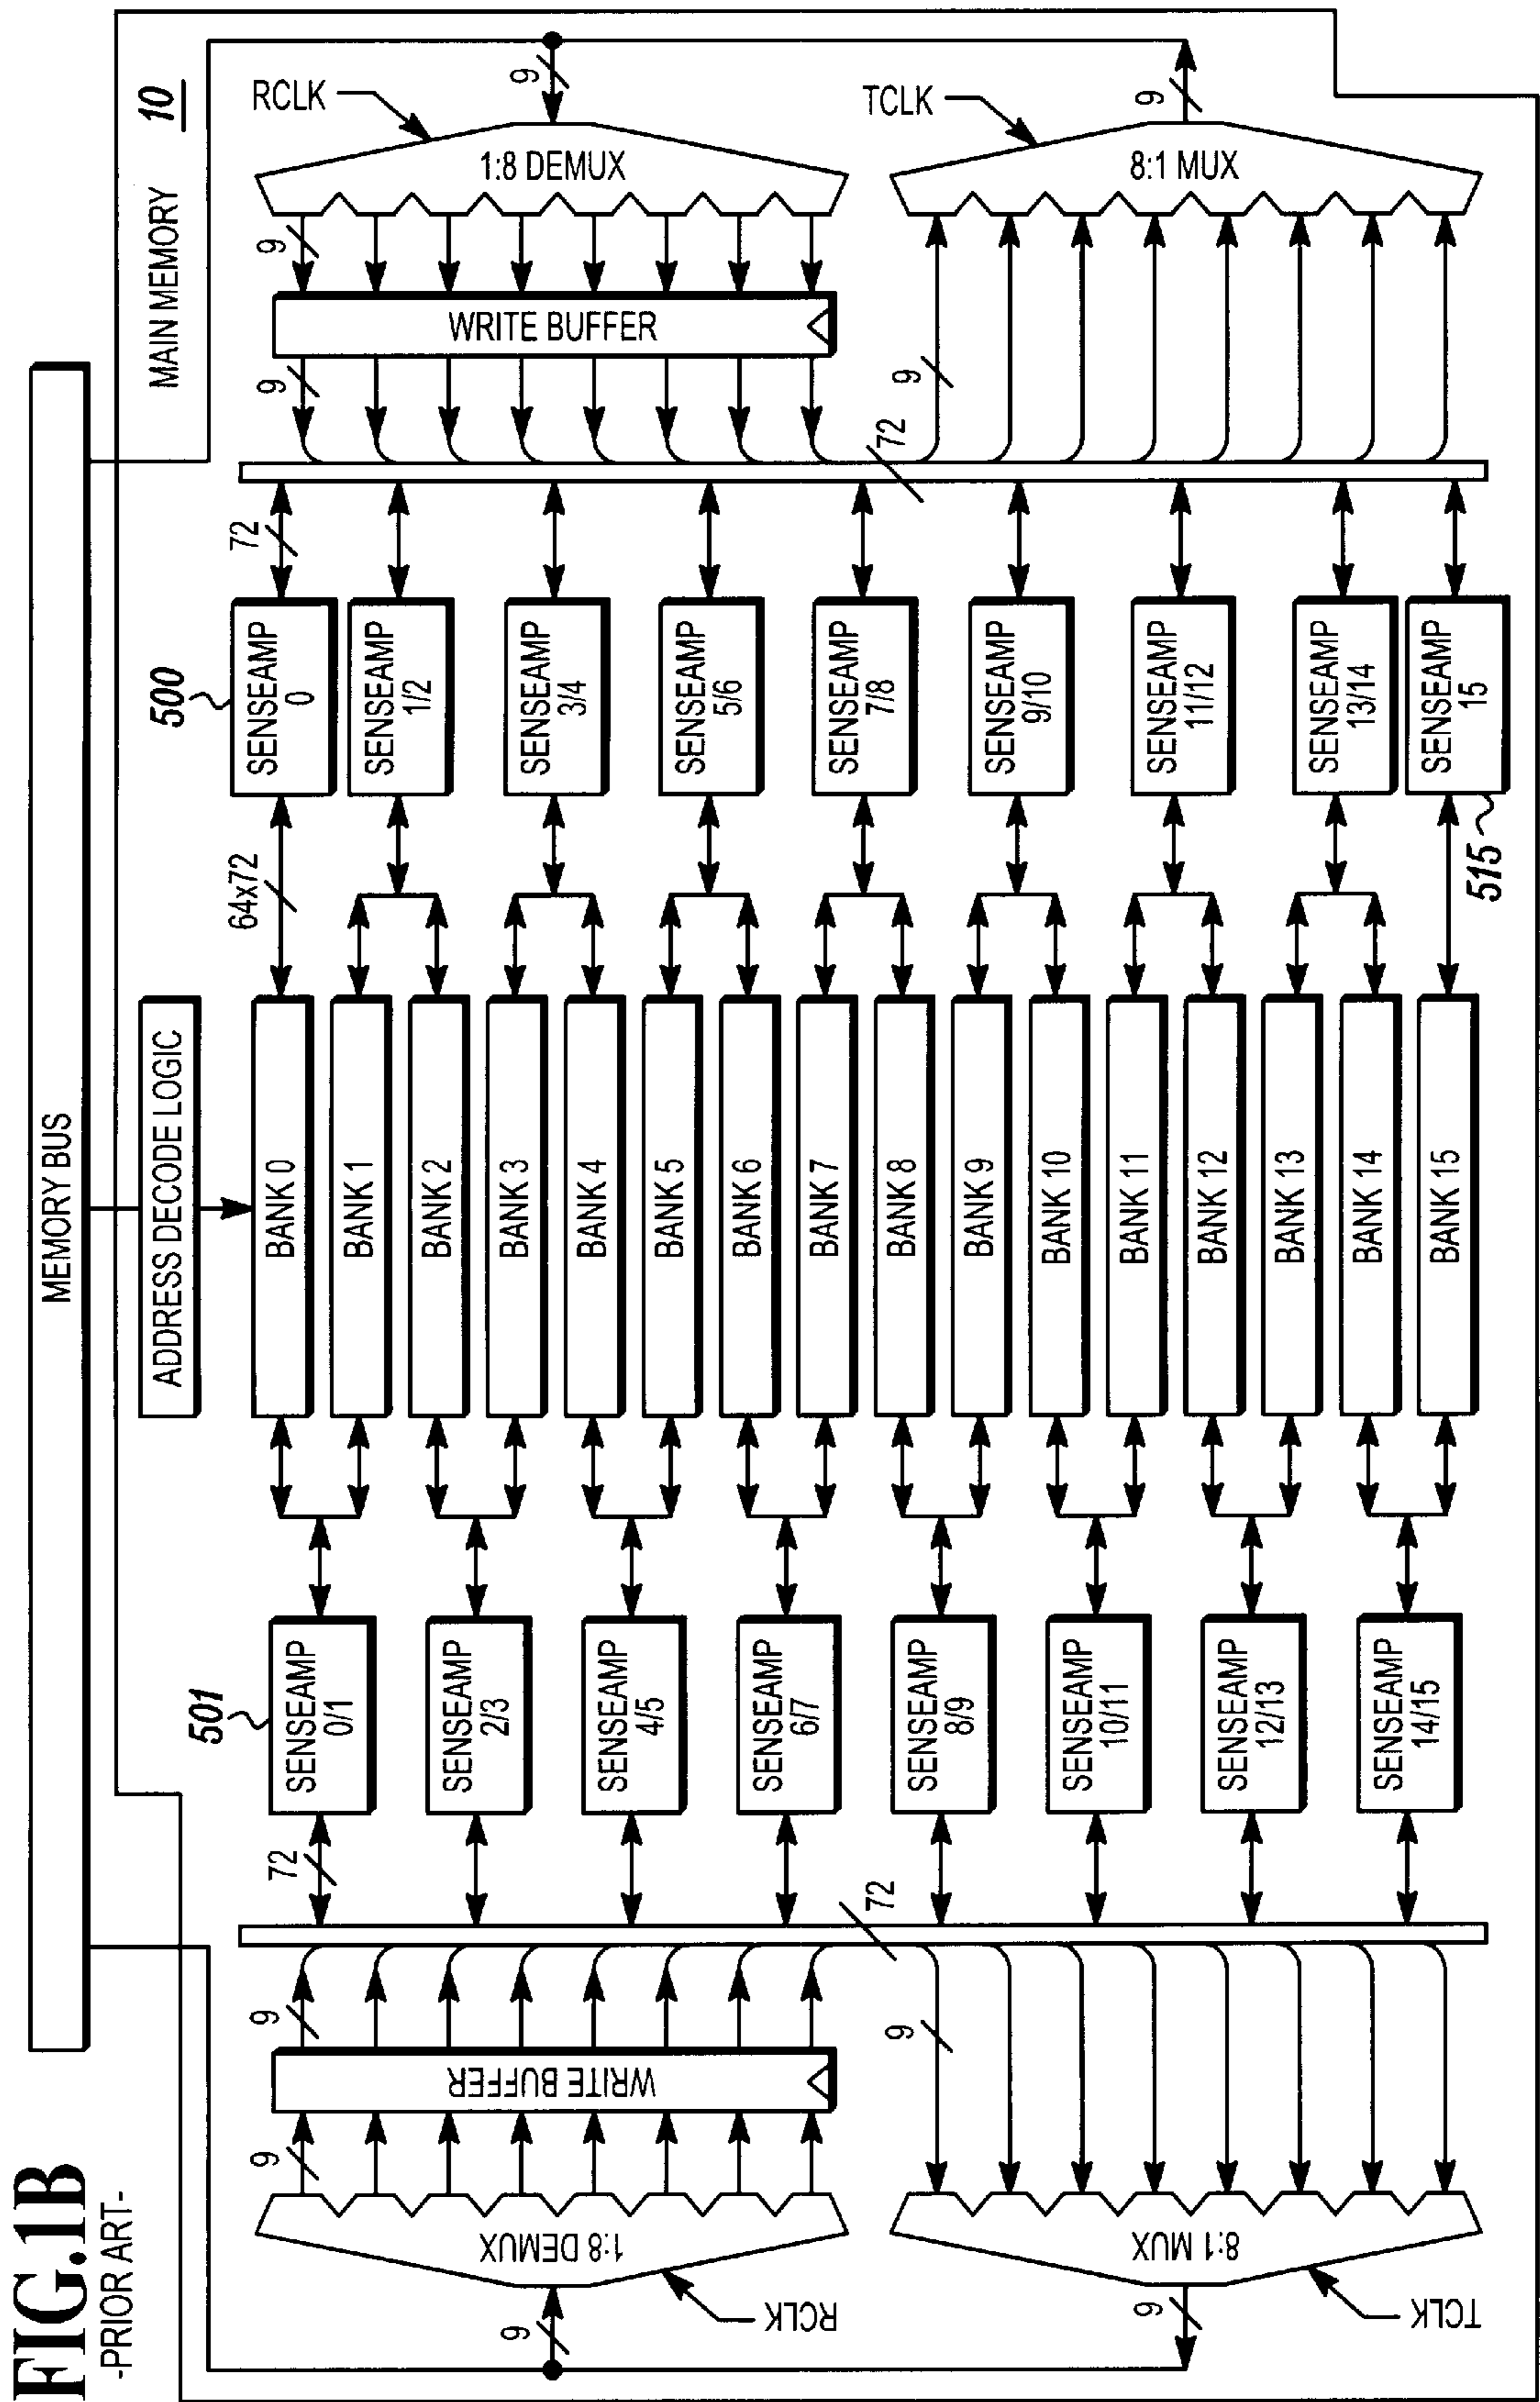 FIG.1B
-PRIOR ART-
MEMORY BUS
MAIN MEMORY
10
ADDRESS DECODE LOGIC
RCLK
1:8 DEMUX
9
9
WRITE BUFFER
9
72
TCLK
8:1 MUX
9
9
RCLK
1:8 DEMUX
9
9
WRITE BUFFER
9
72
TCLK
8:1 MUX
9
9
501
72
SENSEAMP
0/1
SENSEAMP
2/3
SENSEAMP
4/5
SENSEAMP
6/7
SENSEAMP
8/9
SENSEAMP
10/11
SENSEAMP
12/13
SENSEAMP
14/15
BANK 0
BANK 1
BANK 2
BANK 3
BANK 4
BANK 5
BANK 6
BANK 7
BANK 8
BANK 9
BANK 10
BANK 11
BANK 12
BANK 13
BANK 14
BANK 15
64x72
500
72
SENSEAMP
0
SENSEAMP
1/2
SENSEAMP
3/4
SENSEAMP
5/6
SENSEAMP
7/8
SENSEAMP
9/10
SENSEAMP
11/12
SENSEAMP
13/14
SENSEAMP
15
515